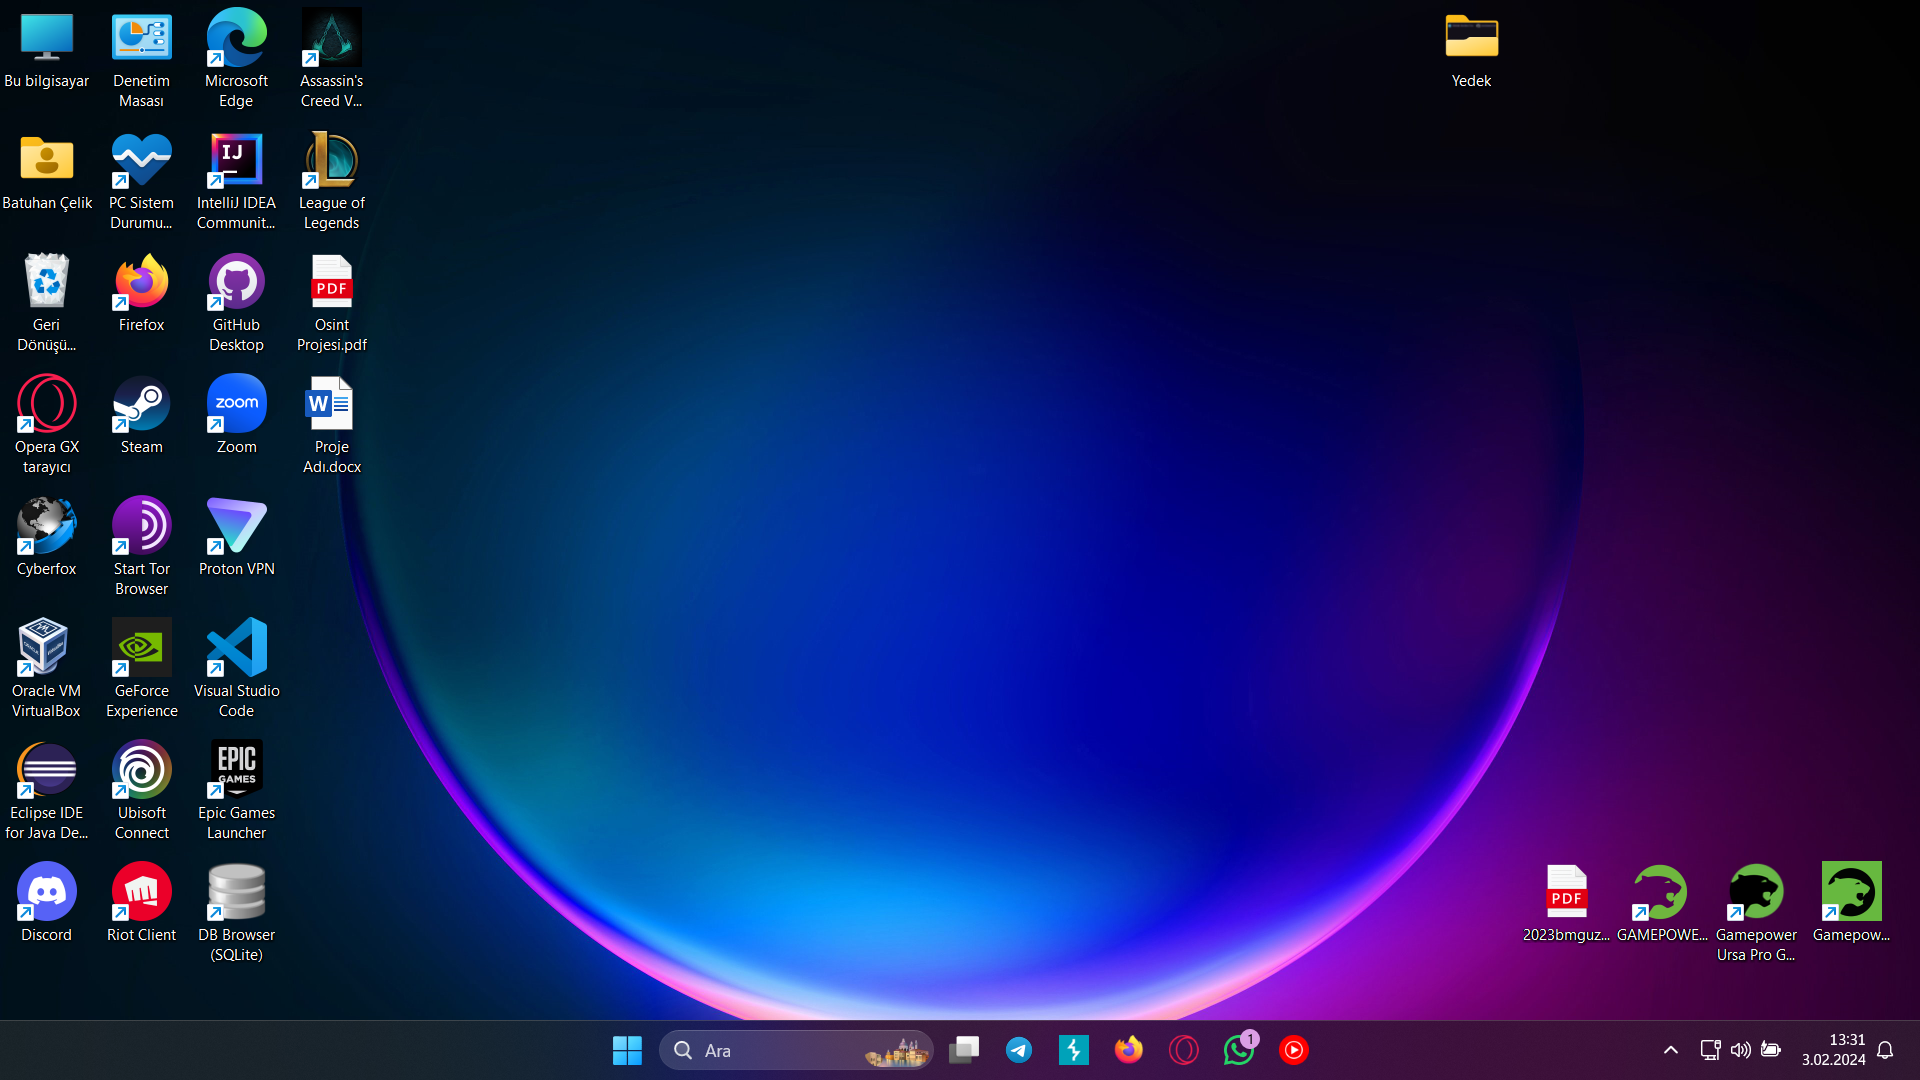 Bu bilgisayar
Denetim
Masası
Microsoft
Edge
Assassin's
Creed V...
Yedek
Batuhan Çelik
PC Sistem
Durumu...
IJ
IntelliJ IDEA
Communit...
League of
Legends
Geri
Dönüşü...
Firefox
GitHub
Desktop
PDF
Osint
Projesi.pdf
Opera GX
tarayıcı
Steam
zoom
Zoom
W
Proje
Adı.docx
Cyberfox
Start Tor
Browser
Proton VPN
Oracle VM
VirtualBox
GeForce
Experience
Visual Studio
Code
Eclipse IDE
for Java De...
Ubisoft
Connect
EPIC
GAMES
Epic Games
Launcher
Discord
Riot Client
DB Browser
(SQLite)
PDF
2023bmguz...
GAMEPOWE...
Gamepower
Ursa Pro G...
Gamepow...
Ara
1
13:31
3.02.2024